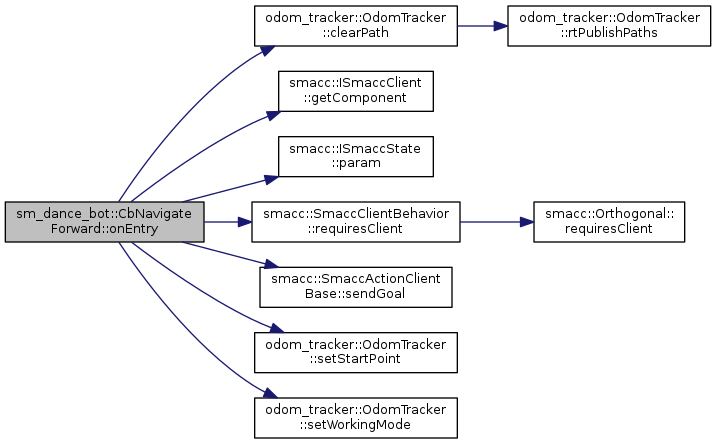 odom_tracker::OdomTracker
::clearPath
odom_tracker::OdomTracker
::rtPublishPaths
smacc::ISmaccClient
::getComponent
smacc::ISmaccState
::param
sm_dance_bot::CbNavigate
Forward::onEntry
smacc::SmaccClientBehavior
::requiresClient
smacc::Orthogonal::
requiresClient
smacc::SmaccActionClient
Base::sendGoal
odom_tracker::OdomTracker
::setStartPoint
odom_tracker::OdomTracker
::setWorkingMode